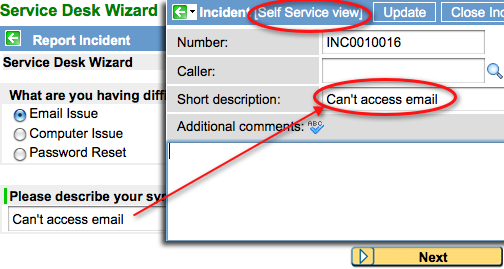 Service Desk Wizard
Report Incident
Service Desk Wizard
What are you having diffi
Email Issue
Computer Issue
Password Reset
Please describe your sy
Can't access email
Incident [Self Service view]
Update
Close Inc
Number:
INC0010016
Caller:
Short description:
Can't access email
Additional comments:
ABC
Next